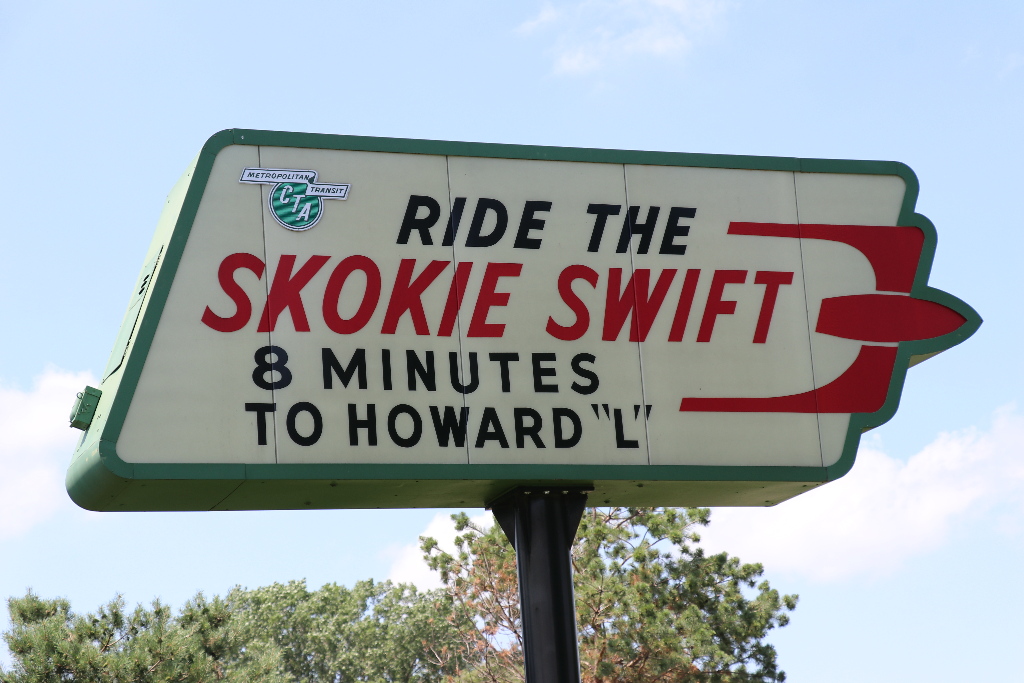 METROPOLITAN
TRANSIT
CTA
RIDE THE
SKOKIE SWIFT
8 MINUTES
TO HOWARD "L"